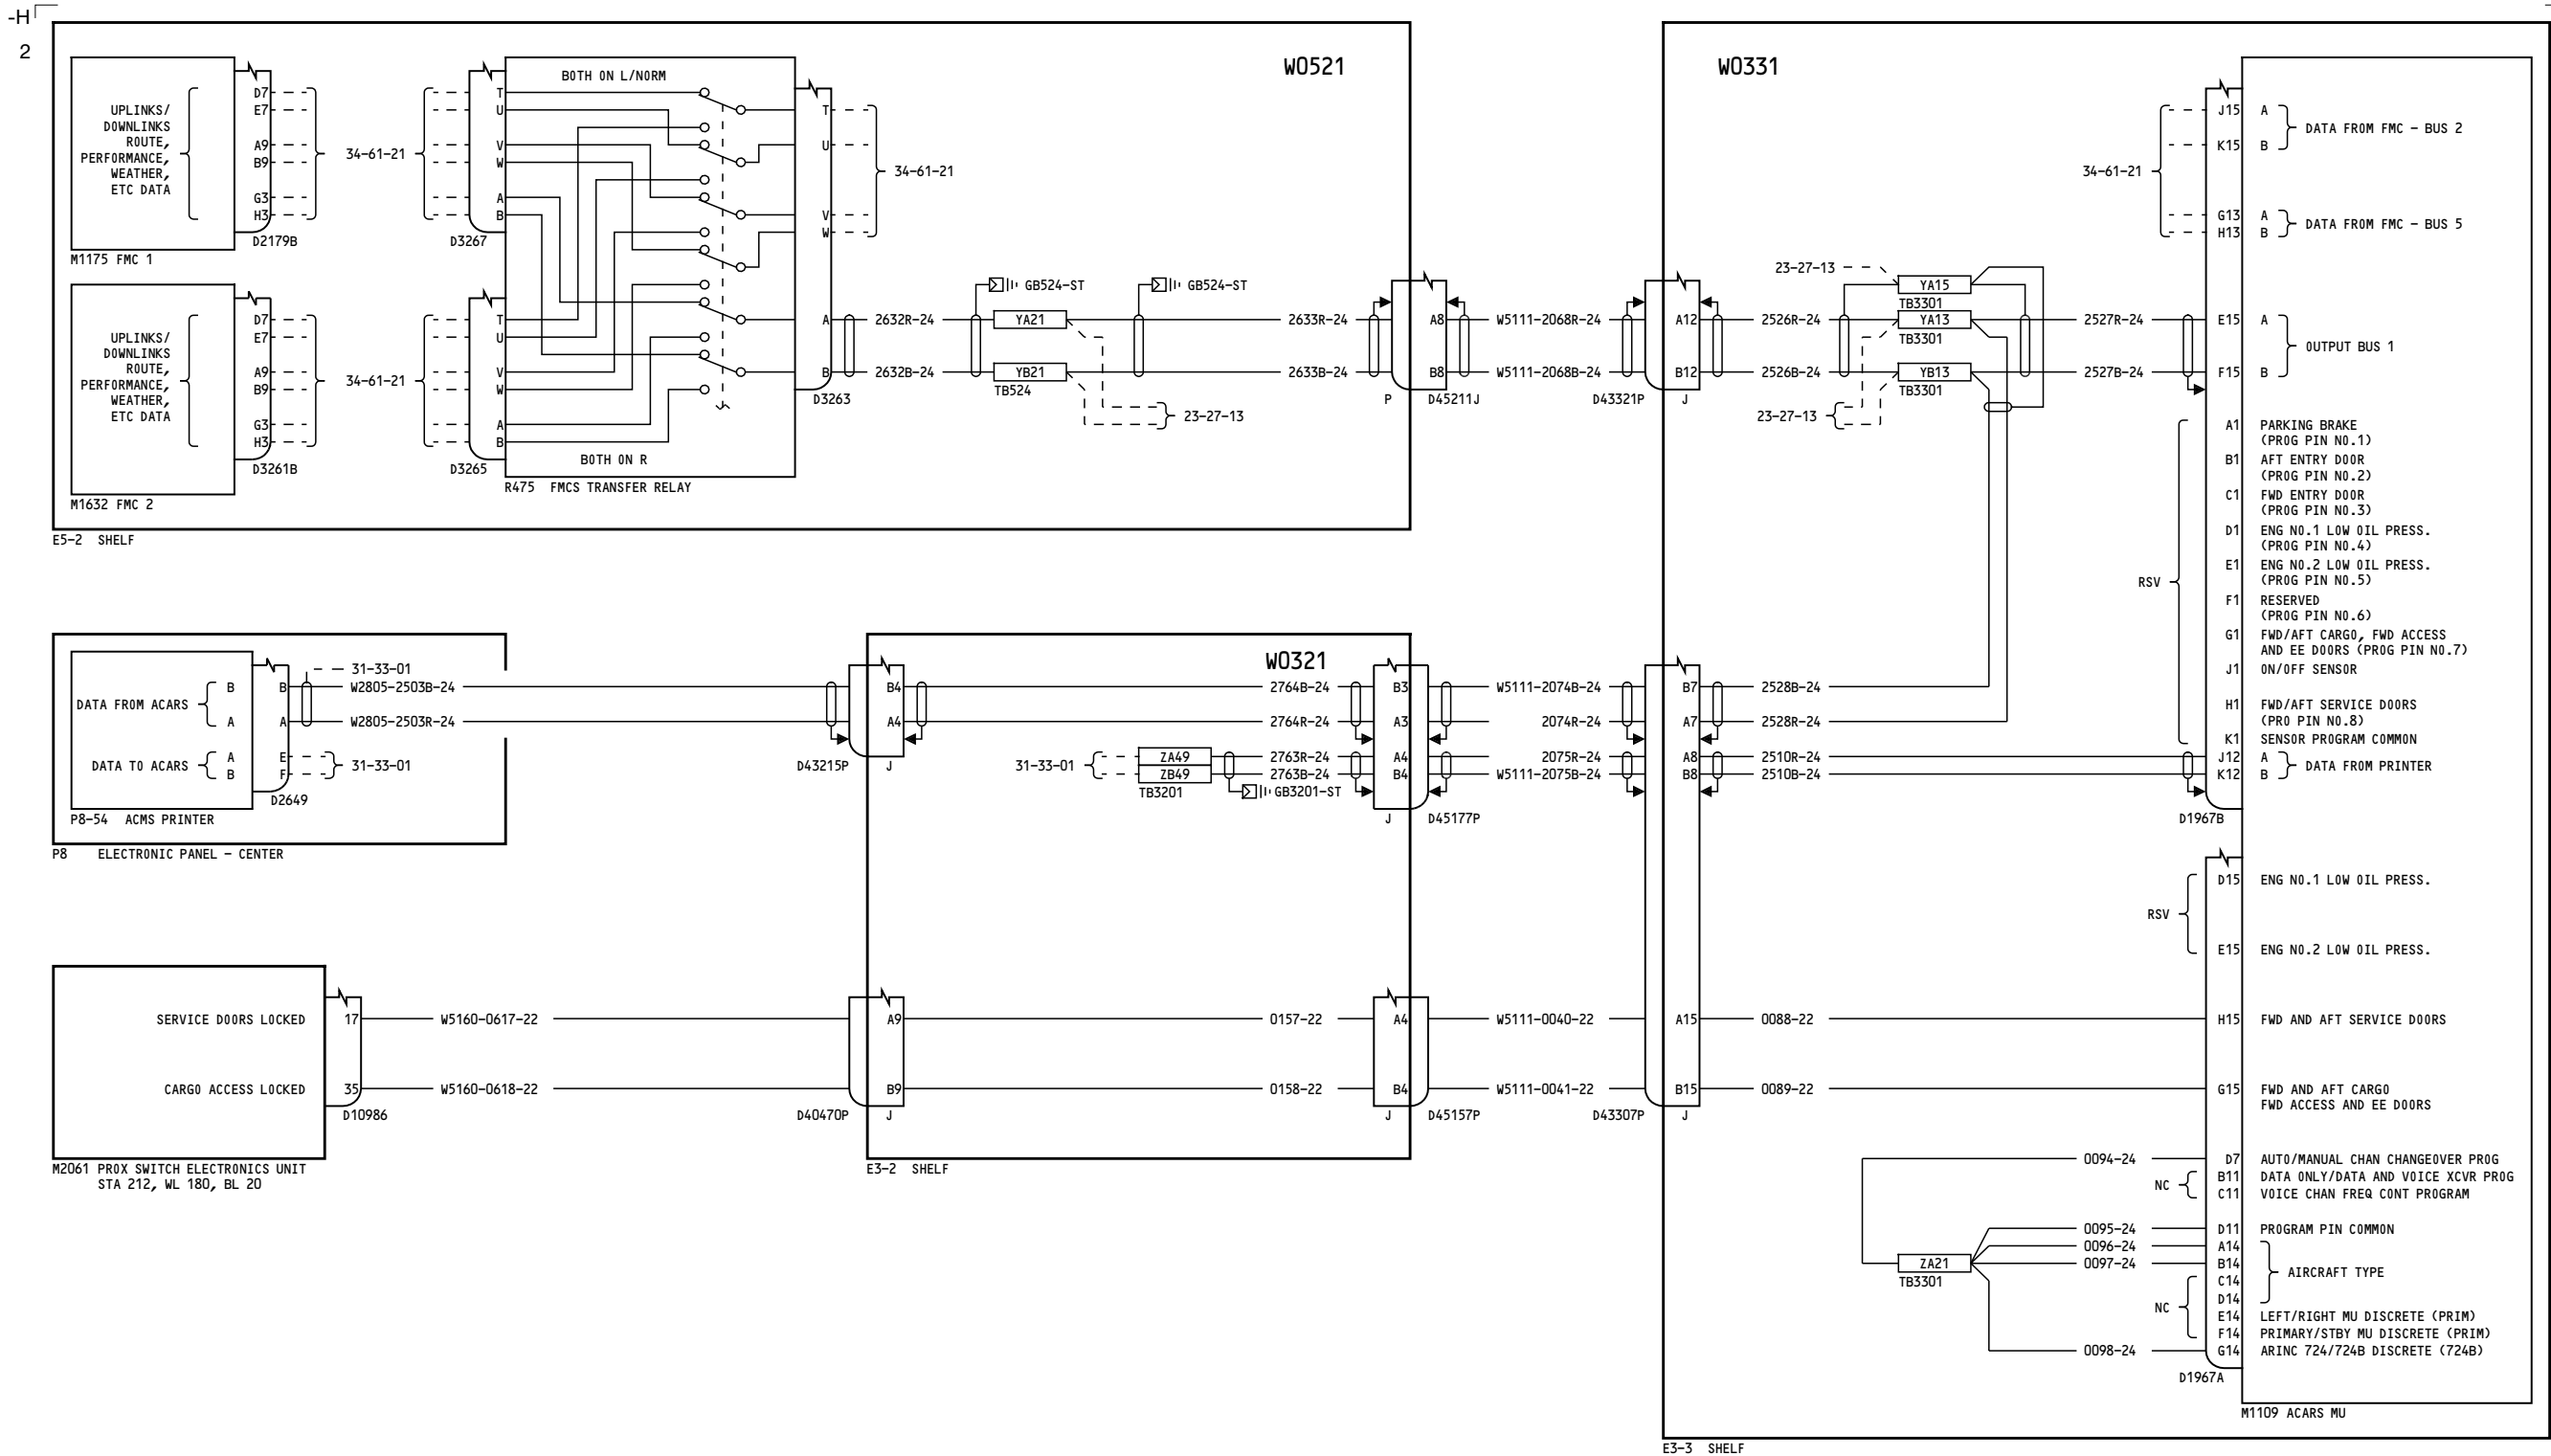 -H
2
W0521
UPLINKS/
DOWNLINKS
ROUTE,
PERFORMANCE,
WEATHER,
ETC DATA
D7
E7
A9
B9
G3
H3
D2179B
M1175 FMC 1
34-61-21
T
U
V
W
A
B
D3267
BOTH ON L/NORM
T
U
V
W
34-61-21
UPLINKS/
DOWNLINKS
ROUTE,
PERFORMANCE,
WEATHER,
ETC DATA
D7
E7
A9
B9
G3
H3
D3261B
M1632 FMC 2
34-61-21
T
U
V
W
A
B
D3265
BOTH ON R
R475 FMCS TRANSFER RELAY
A
B
D3263
2632R-24
2632B-24
GB524-ST
YA21
YB21
TB524
GB524-ST
23-27-13
2633R-24
2633B-24
A8
B8
P
D45211J
E5-2 SHELF
W5111-2068R-24
W5111-2068B-24
W0331
A12
B12
D43321P
J
2526R-24
2526B-24
23-27-13
YA15
TB3301
YA13
TB3301
YB13
TB3301
23-27-13
2527R-24
2527B-24
34-61-21
J15 A
K15 B
DATA FROM FMC - BUS 2
G13 A
H13 B
DATA FROM FMC - BUS 5
E15 A
F15 B
OUTPUT BUS 1
RSV
A1 PARKING BRAKE
(PROG PIN NO.1)
B1 AFT ENTRY DOOR
(PROG PIN NO.2)
C1 FWD ENTRY DOOR
(PROG PIN NO.3)
D1 ENG NO.1 LOW OIL PRESS.
(PROG PIN NO.4)
E1 ENG NO.2 LOW OIL PRESS.
(PROG PIN NO.5)
F1 RESERVED
(PROG PIN NO.6)
G1 FWD/AFT CARGO, FWD ACCESS
AND EE DOORS (PROG PIN NO.7)
J1 ON/OFF SENSOR
H1 FWD/AFT SERVICE DOORS
(PRO PIN NO.8)
K1 SENSOR PROGRAM COMMON
J12 A
K12 B
DATA FROM PRINTER
D1967B
DATA FROM ACARS
B
A
B
A
DATA TO ACARS
A
B
E
F
D2649
P8-54 ACMS PRINTER
P8 ELECTRONIC PANEL - CENTER
31-33-01
W2805-2503B-24
W2805-2503R-24
31-33-01
B4
A4
D43215P
J
W0321
2764B-24
2764R-24
31-33-01
ZA49
ZB49
TB3201
2763R-24
2763B-24
GB3201-ST
B3
A3
A4
B4
J
D45177P
W5111-2074B-24
2074R-24
2075R-24
W5111-2075B-24
B7
A7
A8
B8
2528B-24
2528R-24
2510R-24
2510B-24
RSV
D15 ENG NO.1 LOW OIL PRESS.
E15 ENG NO.2 LOW OIL PRESS.
SERVICE DOORS LOCKED 17
CARGO ACCESS LOCKED 35
D10986
M2061 PROX SWITCH ELECTRONICS UNIT
STA 212, WL 180, BL 20
W5160-0617-22
W5160-0618-22
A9
B9
D40470P
J
0157-22
0158-22
A4
B4
J
D45157P
E3-2 SHELF
W5111-0040-22
W5111-0041-22
A15
B15
D43307P
J
0088-22
0089-22
H15 FWD AND AFT SERVICE DOORS
G15 FWD AND AFT CARGO
FWD ACCESS AND EE DOORS
0094-24
D7 AUTO/MANUAL CHAN CHANGEOVER PROG
NC
B11 DATA ONLY/DATA AND VOICE XCVR PROG
C11 VOICE CHAN FREQ CONT PROGRAM
0095-24
D11 PROGRAM PIN COMMON
0096-24
A14
0097-24
B14
ZA21
TB3301
C14
D14
AIRCRAFT TYPE
NC
E14 LEFT/RIGHT MU DISCRETE (PRIM)
F14 PRIMARY/STBY MU DISCRETE (PRIM)
0098-24
G14 ARINC 724/724B DISCRETE (724B)
D1967A
M1109 ACARS MU
E3-3 SHELF